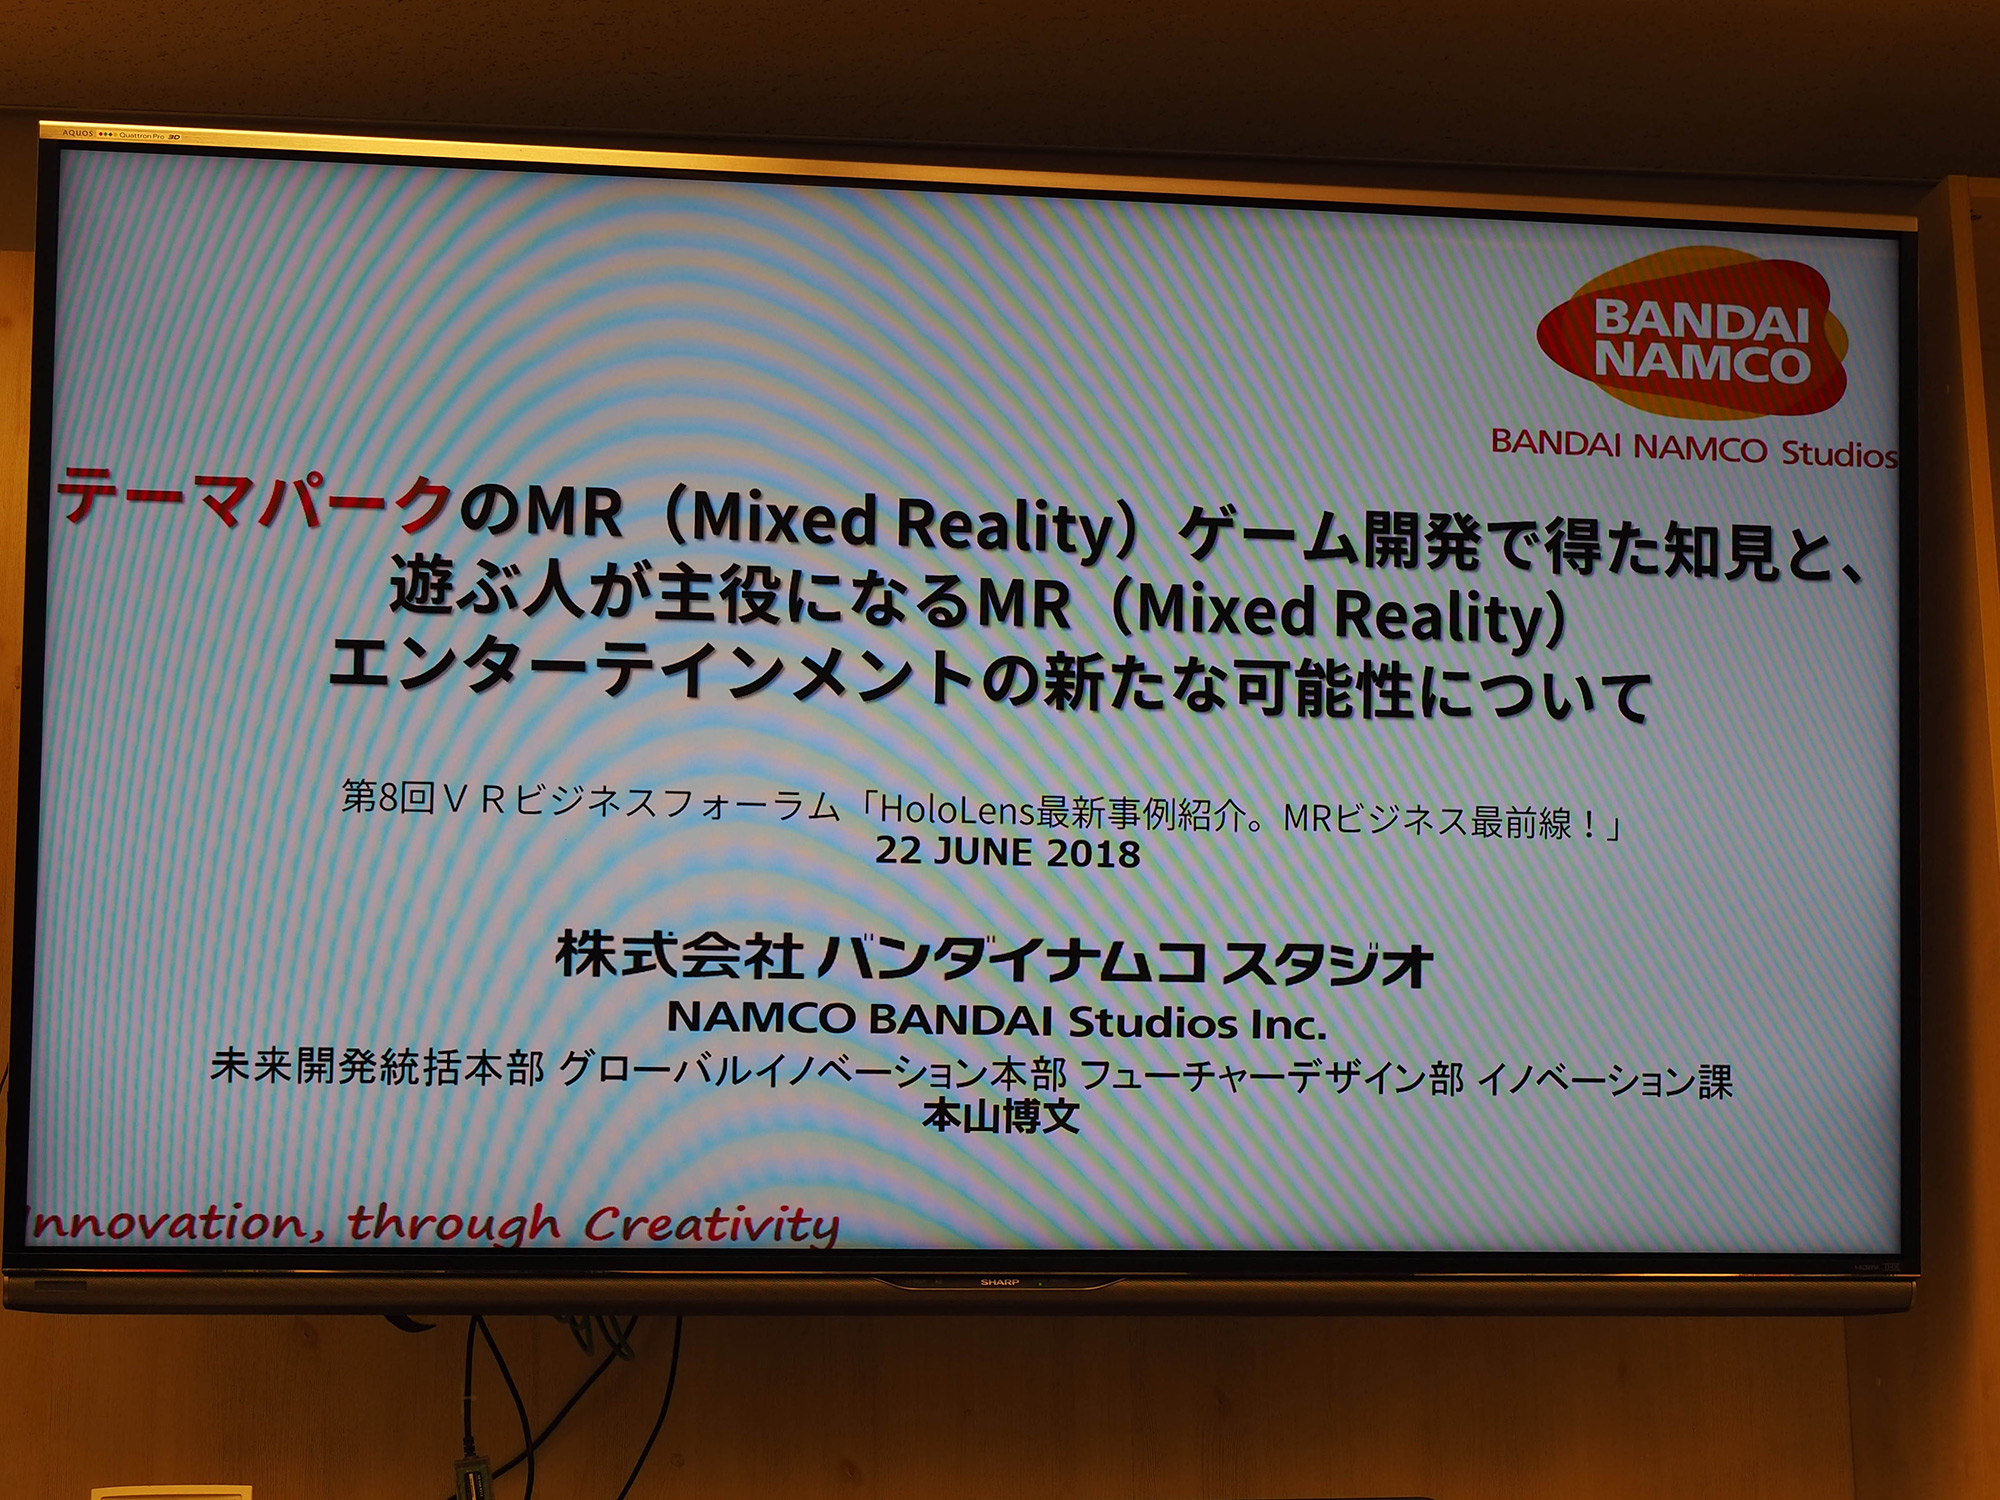 AQUOS Quattron Pro 3D
BANDAI
NAMCO
BANDAI NAMCO Studios
テーマパークのMR（Mixed Reality）ゲーム開発で得た知見と、
遊ぶ人が主役になるMR（Mixed Reality）
エンターテインメントの新たな可能性について
第8回ＶＲビジネスフォーラム「HoloLens最新事例紹介。MRビジネス最前線！」
22 JUNE 2018
株式会社 バンダイナムコ スタジオ
NAMCO BANDAI Studios Inc.
未来開発統括本部 グローバルイノベーション本部 フューチャーデザイン部 イノベーション課
本山博文
Innovation, through Creativity
SHARP
HDMI